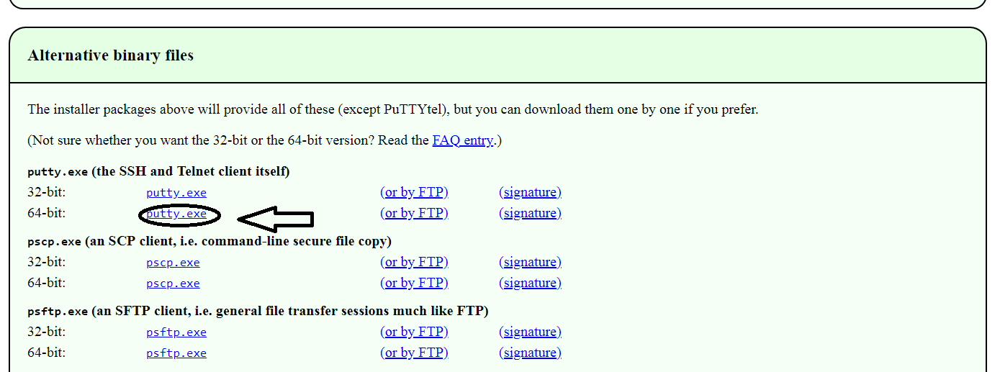 Alternative binary files
The installer packages above will provide all of these (except PuTTYtel), but you can download them one by one if you prefer.
(Not sure whether you want the 32-bit or the 64-bit version? Read the FAQ entry.)
putty.exe (the SSH and Telnet client itself)
32-bit: putty.exe (or by FTP) (signature)
64-bit: putty.exe (or by FTP) (signature)
pscp.exe (an SCP client, i.e. command-line secure file copy)
32-bit: pscp.exe (or by FTP) (signature)
64-bit: pscp.exe (or by FTP) (signature)
psftp.exe (an SFTP client, i.e. general file transfer sessions much like FTP)
32-bit: psftp.exe (or by FTP) (signature)
64-bit: psftp.exe (or by FTP) (signature)